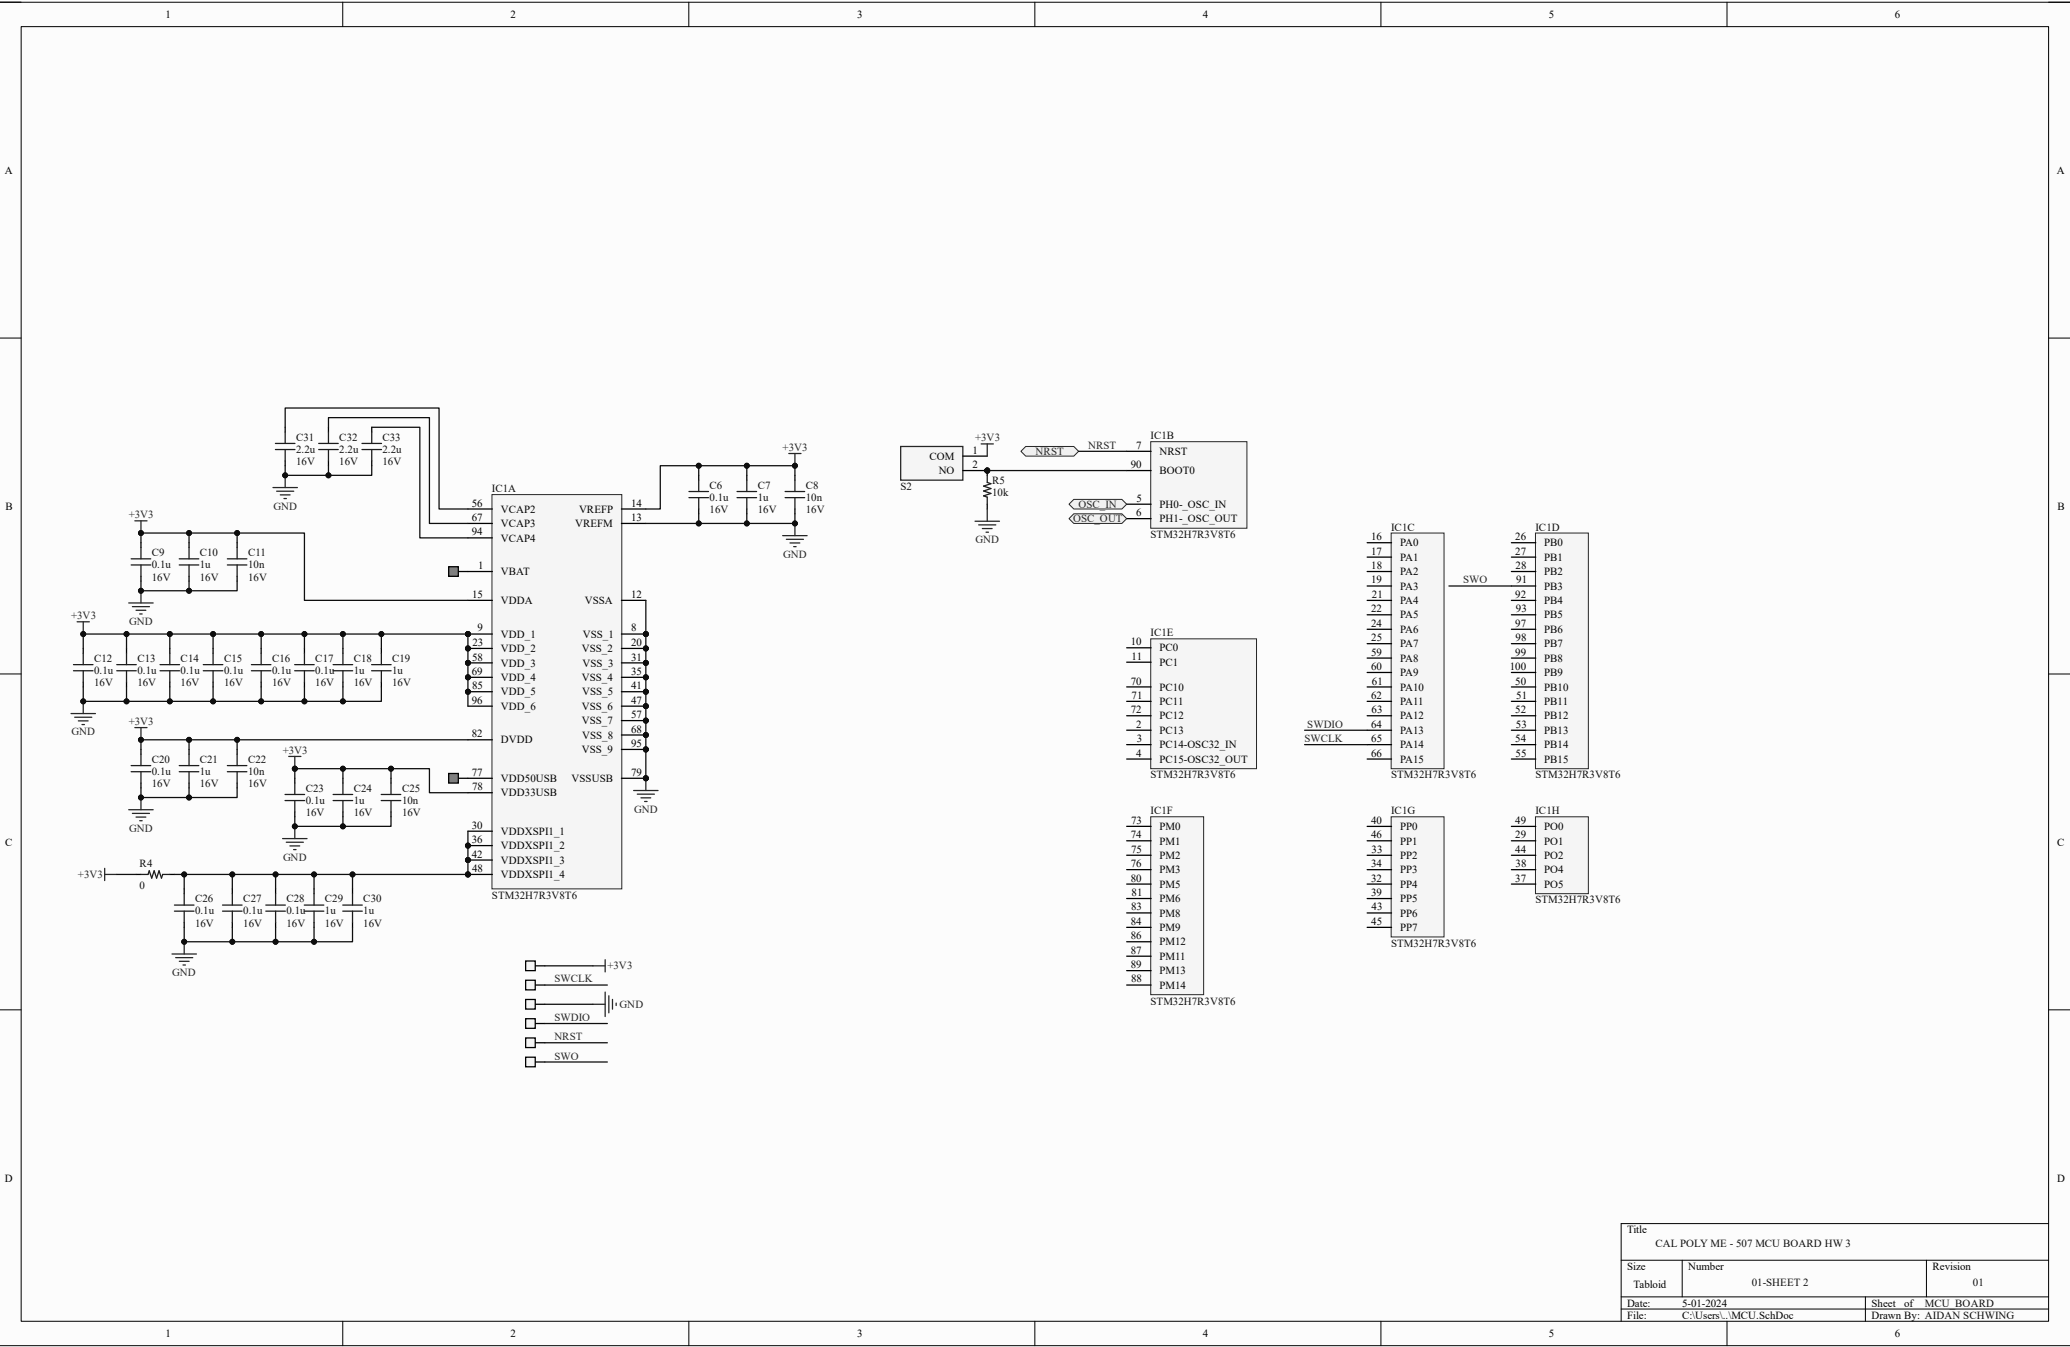 1 2 3 4 5 6
A A
B B
C C
D D
C31 2.2u 16V
C32 2.2u 16V
C33 2.2u 16V
GND
+3V3
C9 0.1u 16V
C10 1u 16V
C11 10n 16V
GND
+3V3
C12 0.1u 16V
C13 0.1u 16V
C14 0.1u 16V
C15 0.1u 16V
C16 0.1u 16V
C17 0.1u 16V
C18 1u 16V
C19 1u 16V
GND
+3V3
C20 0.1u 16V
C21 1u 16V
C22 10n 16V
GND
+3V3
C23 0.1u 16V
C24 1u 16V
C25 10n 16V
GND
+3V3
R4
0
C26 0.1u 16V
C27 0.1u 16V
C28 0.1u 16V
C29 1u 16V
C30 1u 16V
GND
IC1A
56 VCAP2 VREFP 14
67 VCAP3 VREFM 13
94 VCAP4
1 VBAT
15 VDDA VSSA 12
9 VDD_1 VSS_1 8
23 VDD_2 VSS_2 20
58 VDD_3 VSS_3 31
69 VDD_4 VSS_4 35
85 VDD_5 VSS_5 41
96 VDD_6 VSS_6 47
VSS_7 57
VSS_8 68
82 DVDD
VSS_9 95
77 VDD50USB VSSUSB 79
78 VDD33USB
30 VDDXSPI1_1
36 VDDXSPI1_2
42 VDDXSPI1_3
48 VDDXSPI1_4
STM32H7R3V8T6
GND
+3V3
C6 0.1u 16V
C7 1u 16V
C8 10n 16V
GND
+3V3
SWCLK
GND
SWDIO
NRST
SWO
COM 1
NO 2
S2
+3V3
R5
10k
GND
IC1B
NRST NRST 7 NRST
90 BOOT0
OSC_IN 5 PH0-_OSC_IN
OSC_OUT 6 PH1-_OSC_OUT
STM32H7R3V8T6
IC1E
10 PC0
11 PC1
70 PC10
71 PC11
72 PC12
2 PC13
3 PC14-OSC32_IN
4 PC15-OSC32_OUT
STM32H7R3V8T6
IC1F
73 PM0
74 PM1
75 PM2
76 PM3
80 PM5
81 PM6
83 PM8
84 PM9
86 PM12
87 PM11
89 PM13
88 PM14
STM32H7R3V8T6
IC1C
16 PA0
17 PA1
18 PA2
19 PA3
21 PA4
22 PA5
24 PA6
25 PA7
59 PA8
60 PA9
61 PA10
62 PA11
63 PA12
SWDIO 64 PA13
SWCLK 65 PA14
66 PA15
STM32H7R3V8T6
IC1D
26 PB0
27 PB1
28 PB2
SWO 91 PB3
92 PB4
93 PB5
97 PB6
98 PB7
99 PB8
100 PB9
50 PB10
51 PB11
52 PB12
53 PB13
54 PB14
55 PB15
STM32H7R3V8T6
IC1G
40 PP0
46 PP1
33 PP2
34 PP3
32 PP4
39 PP5
43 PP6
45 PP7
STM32H7R3V8T6
IC1H
49 PO0
29 PO1
44 PO2
38 PO4
37 PO5
STM32H7R3V8T6
Title
CAL POLY ME - 507 MCU BOARD HW 3
Size Number Revision
Tabloid 01-SHEET 2 01
Date: 5-01-2024 Sheet of MCU BOARD
File: C:\Users\..\MCU.SchDoc Drawn By: AIDAN SCHWING
1 2 3 4 5 6